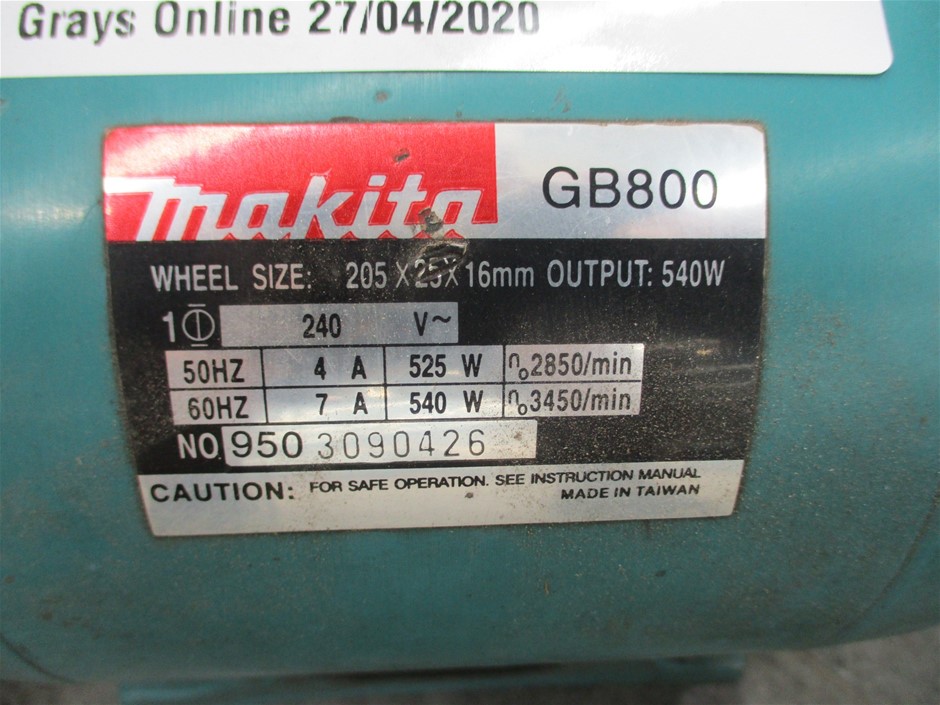 Grays Online 27/04/2020
makita GB800
WHEEL SIZE: 205 X 25 X 16mm OUTPUT: 540W
1Φ 240 V~
50HZ 4 A 525 W n₀2850/min
60HZ 7 A 540 W n₀3450/min
NO. 950 3090426
CAUTION: FOR SAFE OPERATION. SEE INSTRUCTION MANUAL
MADE IN TAIWAN